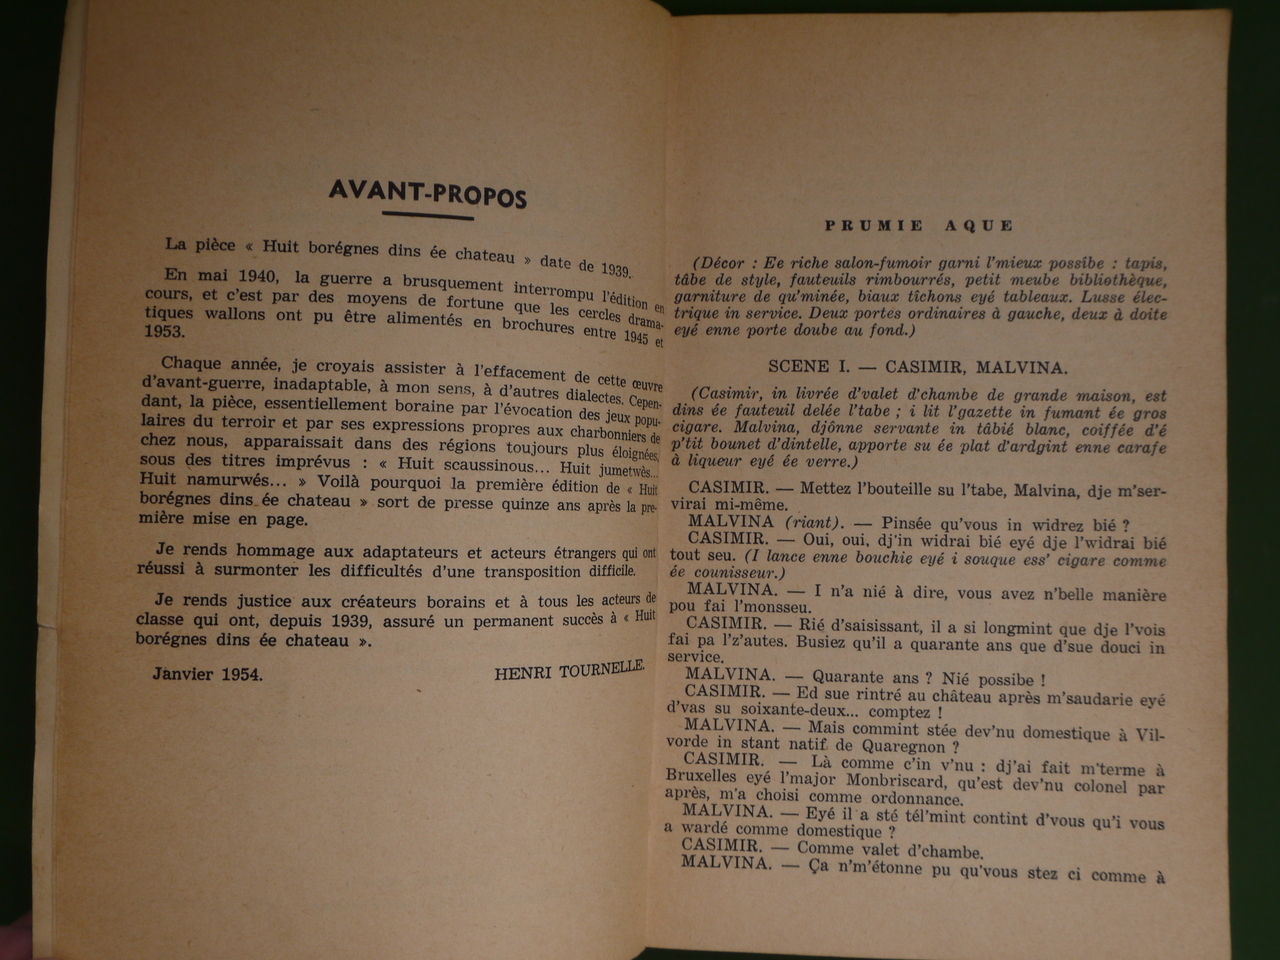 AVANT-PROPOS
La pièce « Huit borégnes dins ée chateau » date de 1939.
En mai 1940, la guerre a brusquement interrompu l'édition en
cours, et c'est par des moyens de fortune que les cercles drama-
tiques wallons ont pu être alimentés en brochures entre 1945 et
1953.
Chaque année, je croyais assister à l'effacement de cette œuvre
d'avant-guerre, inadaptable, à mon sens, à d'autres dialectes. Cepen-
dant, la pièce, essentiellement boraine par l'évocation des jeux popu-
laires du terroir et par ses expressions propres aux charbonniers de
chez nous, apparaissait dans des régions toujours plus éloignées,
sous des titres imprévus : « Huit scaussinous... Huit jumetwès...
Huit namurwés... » Voilà pourquoi la première édition de « Huit
borégnes dins ée chateau » sort de presse quinze ans après la pre-
mière mise en page.
Je rends hommage aux adaptateurs et acteurs étrangers qui ont
réussi à surmonter les difficultés d'une transposition difficile.
Je rends justice aux créateurs borains et à tous les acteurs de
classe qui ont, depuis 1939, assuré un permanent succès à « Huit
borégnes dins ée chateau ».
Janvier 1954. HENRI TOURNELLE.
PRUMIE AQUE
(Décor : Ee riche salon-fumoir garni l'mieux possibe : tapis,
tâbe de style, fauteuils rimbourrés, petit meube bibliothèque,
garniture de qu'minée, biaux tîchons eyé tableaux. Lusse élec-
trique in service. Deux portes ordinaires à gauche, deux à doite
eyé enne porte doube au fond.)
SCENE I. — CASIMIR, MALVINA.
(Casimir, in livrée d'valet d'chambe de grande maison, est
dins ée fauteuil delée l'tabe ; i lit l'gazette in fumant ée gros
cigare. Malvina, djônne servante in tâbié blanc, coiffée d'é
p'tit bounet d'dintelle, apporte su ée plat d'ardgint enne carafe
à liqueur eyé ée verre.)
CASIMIR. — Mettez l'bouteille su l'tabe, Malvina, dje m'ser-
virai mi-même.
MALVINA (riant). — Pinsée qu'vous in widrez bié ?
CASIMIR. — Oui, oui, dj'in widrai bié eyé dje l'widrai bié
tout seu. (I lance enne bouchie eyé i souque ess' cigare comme
ée counisseur.)
MALVINA. — I n'a nié à dire, vous avez n'belle manière
pou fai l'monsseu.
CASIMIR. — Rié d'saisissant, il a si longmint que dje l'vois
fai pa l'z'autes. Busiez qu'il a quarante ans que d'sue douci in
service.
MALVINA. — Quarante ans ? Nié possibe !
CASIMIR. — Ed sue rintré au château après m'saudarie eyé
d'vas su soixante-deux... comptez !
MALVINA. — Mais commint stée dev'nu domestique à Vil-
vorde in stant natif de Quaregnon ?
CASIMIR. — Là comme c'in v'nu : dj'ai fait m'terme à
Bruxelles eyé l'major Monbriscard, qu'est dev'nu colonel par
après, m'a choisi comme ordonnance.
MALVINA. — Eyé il a sté tél'mint contint d'vous qu'i vous
a wardé comme domestique ?
CASIMIR. — Comme valet d'chambe.
MALVINA. — Ça n'm'étonne pu qu'vous stez ci comme à